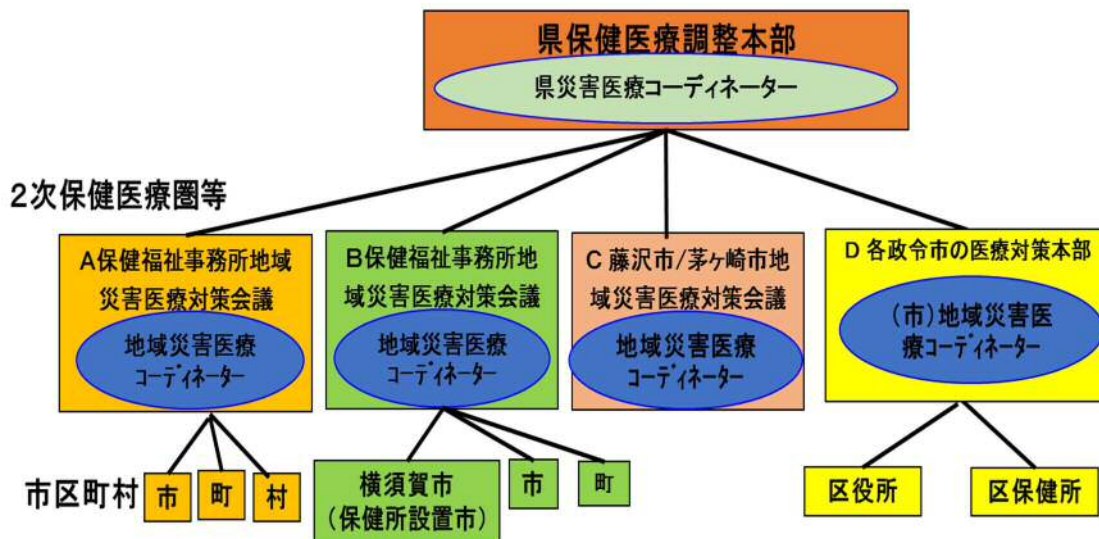 県保健医療調整本部
県災害医療コーディネーター
２次保健医療圏等
A保健福祉事務所地域
災害医療対策会議
地域災害医療
コーディネーター
B保健福祉事務所地
域災害医療対策会議
地域災害医療
コーディネーター
C 藤沢市/茅ヶ崎市地
域災害医療対策会議
地域災害医療
コーディネーター
D 各政令市の医療対策本部
(市)地域災害医
療コーディネーター
市区町村
市
町
村
横須賀市
(保健所設置市)
市
町
区役所
区保健所